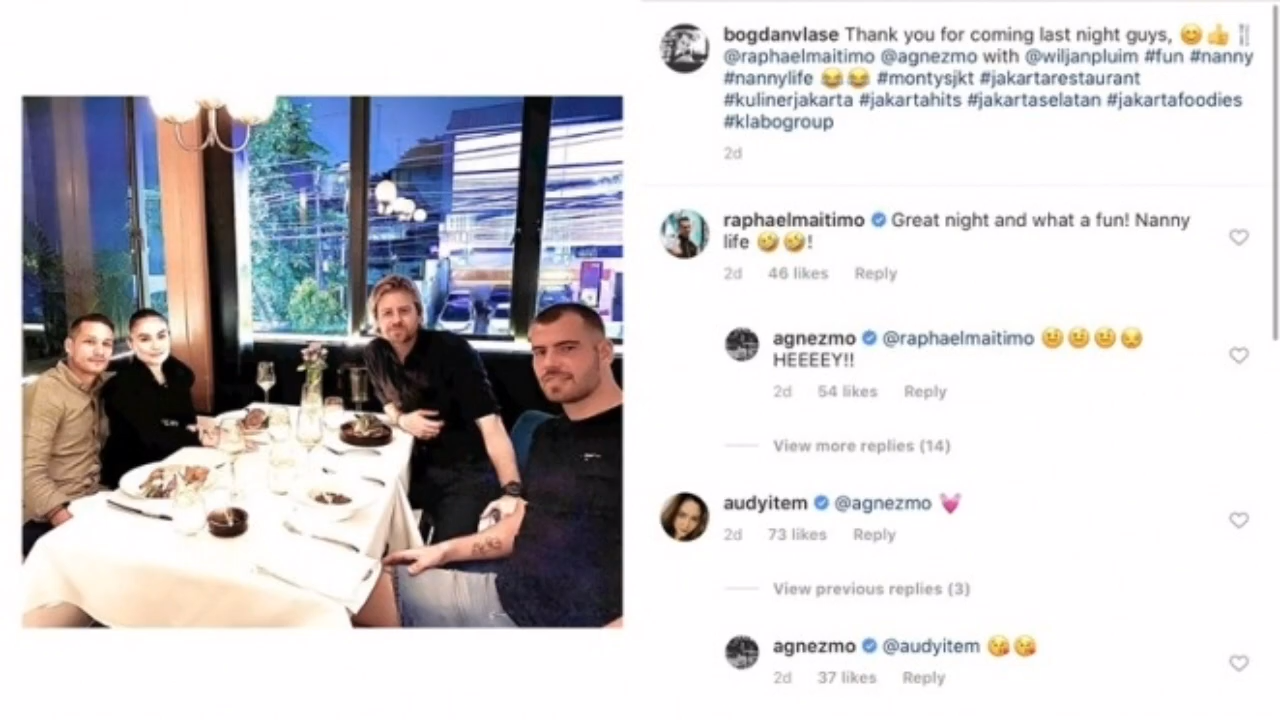 bogdanvlase Thank you for coming last night guys, 😊👍🍴
@raphaelmaitimo @agnezmo with @wiljanpluim #fun #nanny
#nannylife 😂😂 #montysjkt #jakartarestaurant
#kulinerjakarta #jakartahits #jakartaselatan #jakartafoodies
#klabogroup
2d
raphaelmaitimo Great night and what a fun! Nanny
life 🤣🤣!
2d 46 likes Reply
agnezmo @raphaelmaitimo 🤨🤨🤨😒
HEEEEY!!
2d 54 likes Reply
View more replies (14)
audyitem @agnezmo 💓
2d 73 likes Reply
View previous replies (3)
agnezmo @audyitem 😘😘
2d 37 likes Reply